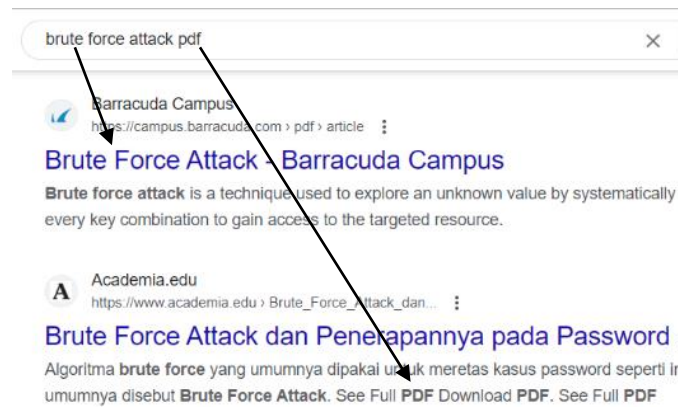 brute force attack pdf
Barracuda Campus
https://campus.barracuda.com › pdf › article
Brute Force Attack - Barracuda Campus
Brute force attack is a technique used to explore an unknown value by systematically
every key combination to gain access to the targeted resource.
A
Academia.edu
https://www.academia.edu › Brute_Force_Attack_dan...
Brute Force Attack dan Penerapannya pada Password
Algoritma brute force yang umumnya dipakai untuk meretas kasus password seperti
umumnya disebut Brute Force Attack. See Full PDF Download PDF. See Full PDF